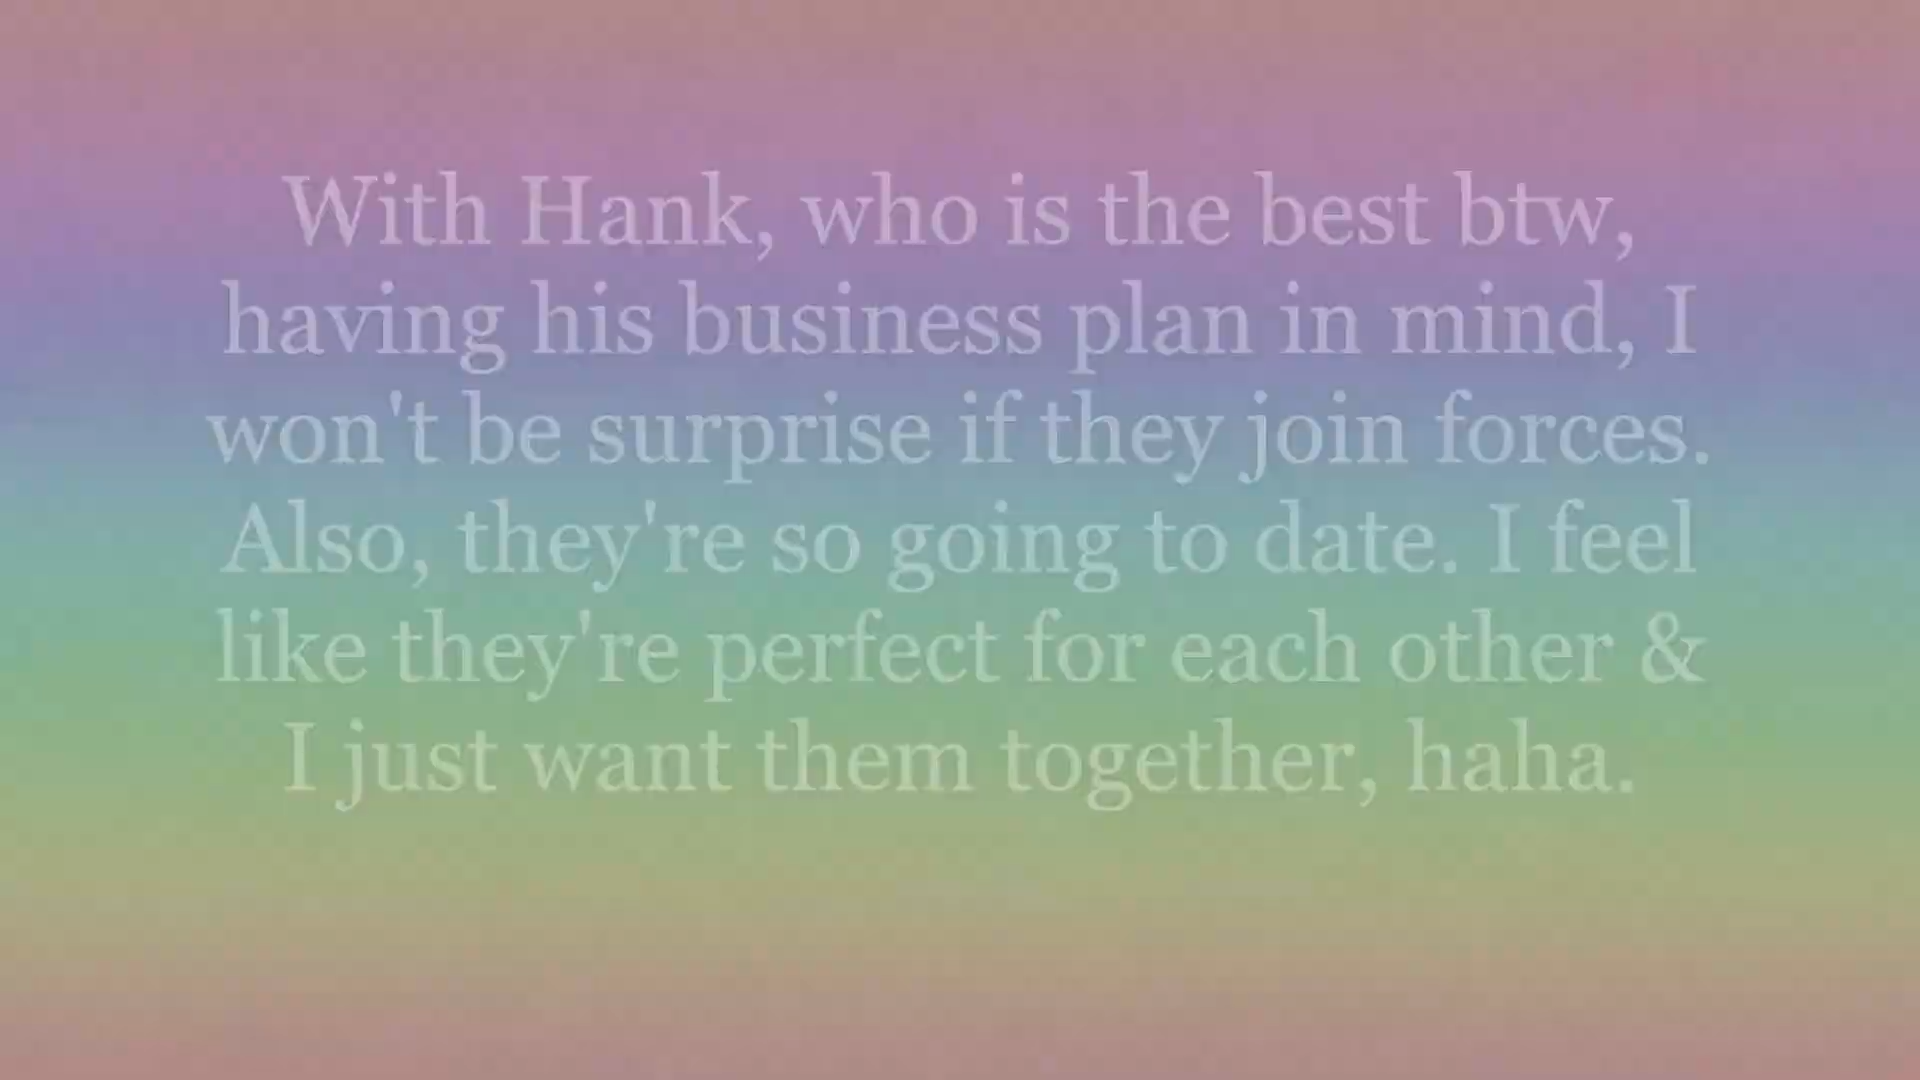 With Hank, who is the best btw,
having his business plan in mind, I
won't be surprise if they join forces.
Also, they're so going to date. I feel
like they're perfect for each other &
I just want them together, haha.